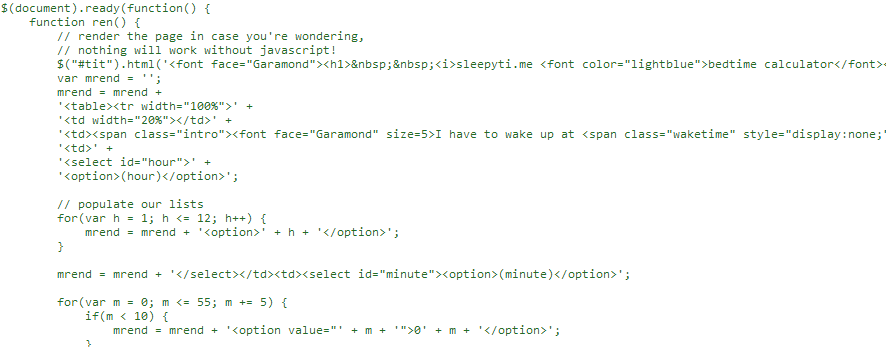 $(document).ready(function() {
    function ren() {
        // render the page in case you're wondering,
        // nothing will work without javascript!
        $("#tit").html('<font face="Garamond"><h1>&nbsp;&nbsp;<i>sleepyti.me <font color="lightblue">bedtime calculator</font><
        var mrend = '';
        mrend = mrend +
        '<table><tr width="100%">' +
        '<td width="20%"></td>' +
        '<td><span class="intro"><font face="Garamond" size=5>I have to wake up at <span class="waketime" style="display:none;"
        '<td>' +
        '<select id="hour">' +
        '<option>(hour)</option>';

        // populate our lists
        for(var h = 1; h <= 12; h++) {
            mrend = mrend + '<option>' + h + '</option>';
        }

        mrend = mrend + '</select></td><td><select id="minute"><option>(minute)</option>';

        for(var m = 0; m <= 55; m += 5) {
            if(m < 10) {
                mrend = mrend + '<option value="' + m + '">0' + m + '</option>';
            }